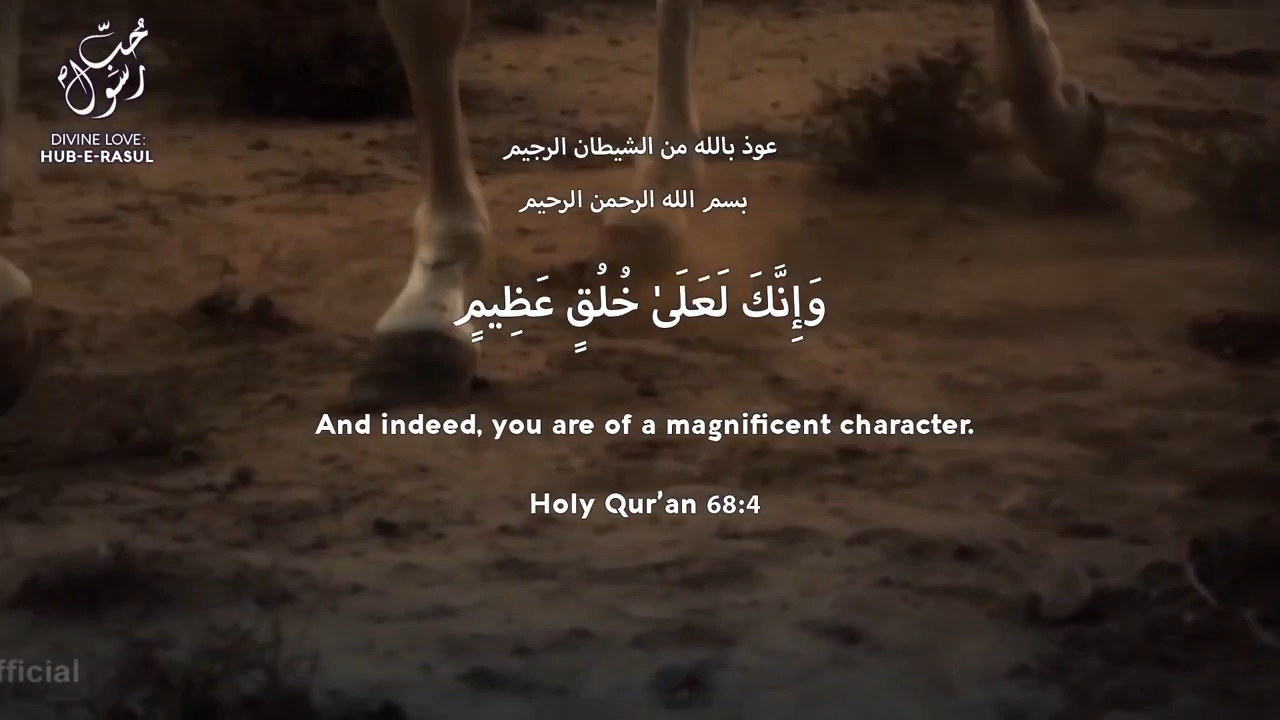 حُبِّ
رَسُول
DIVINE LOVE:
HUB-E-RASUL
عوذ بالله من الشيطان الرجيم
بسم الله الرحمن الرحيم
وَإِنَّكَ لَعَلَىٰ خُلُقٍ عَظِيمٍ
And indeed, you are of a magnificent character.
Holy Qur'an 68:4
fficial